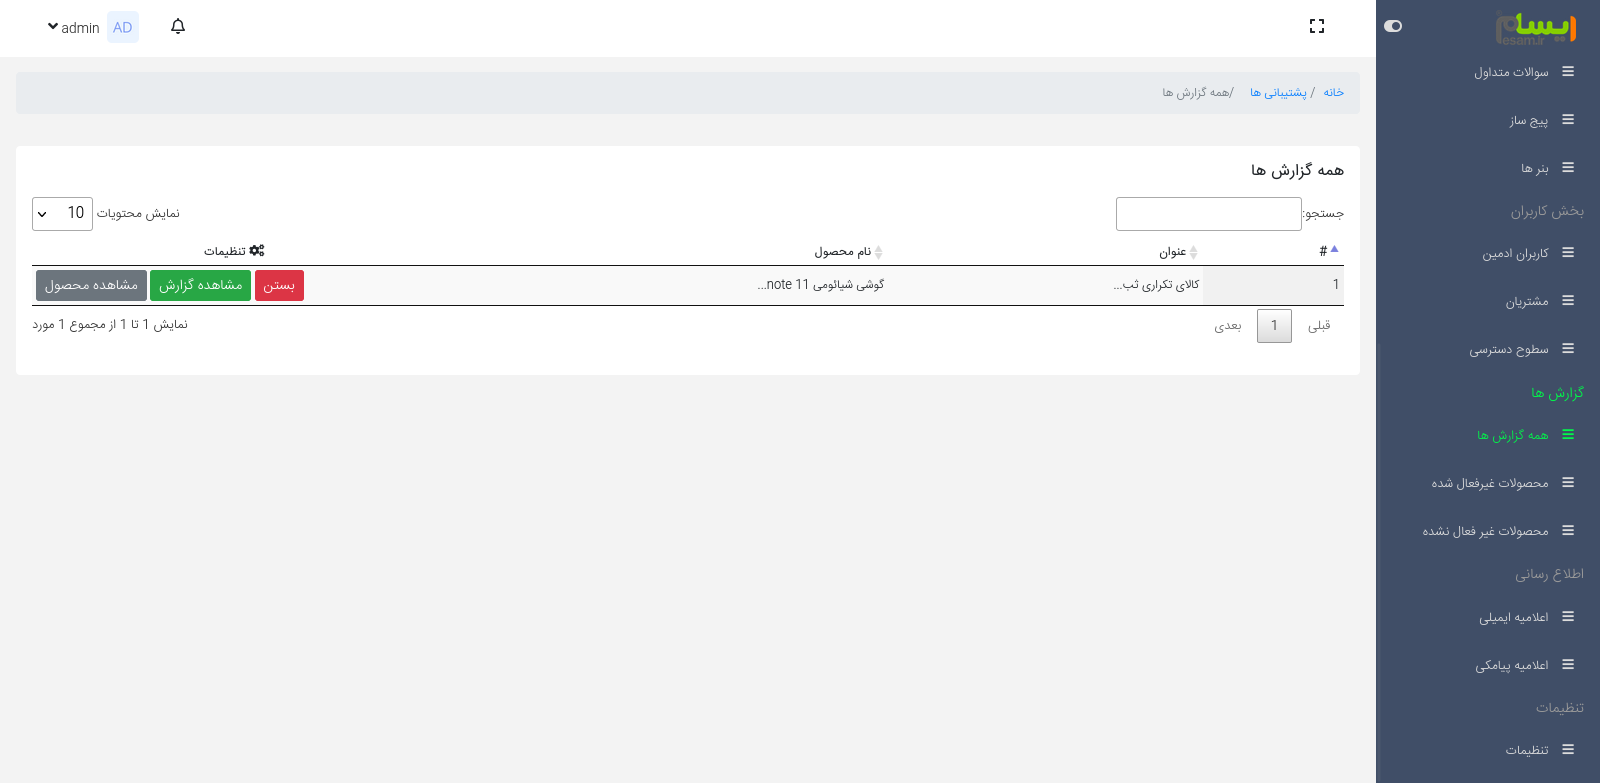 ایسام
esam.ir
سوالات متداول
پیج ساز
بنر ها
بخش کاربران
کاربران ادمین
مشتریان
سطوح دسترسی
گزارش ها
همه گزارش ها
محصولات غیرفعال شده
محصولات غیر فعال نشده
اطلاع رسانی
اعلامیه ایمیلی
اعلامیه پیامکی
تنظیمات
تنظیمات
admin AD
خانه / پشتیبانی ها /همه گزارش ها
همه گزارش ها
جستجو: نمایش محتویات 10
# عنوان نام محصول تنظیمات
1 کالای تکراری ثب... گوشی شیائومی note 11... بستن مشاهده گزارش مشاهده محصول
قبلی 1 بعدی نمایش 1 تا 1 از مجموع 1 مورد